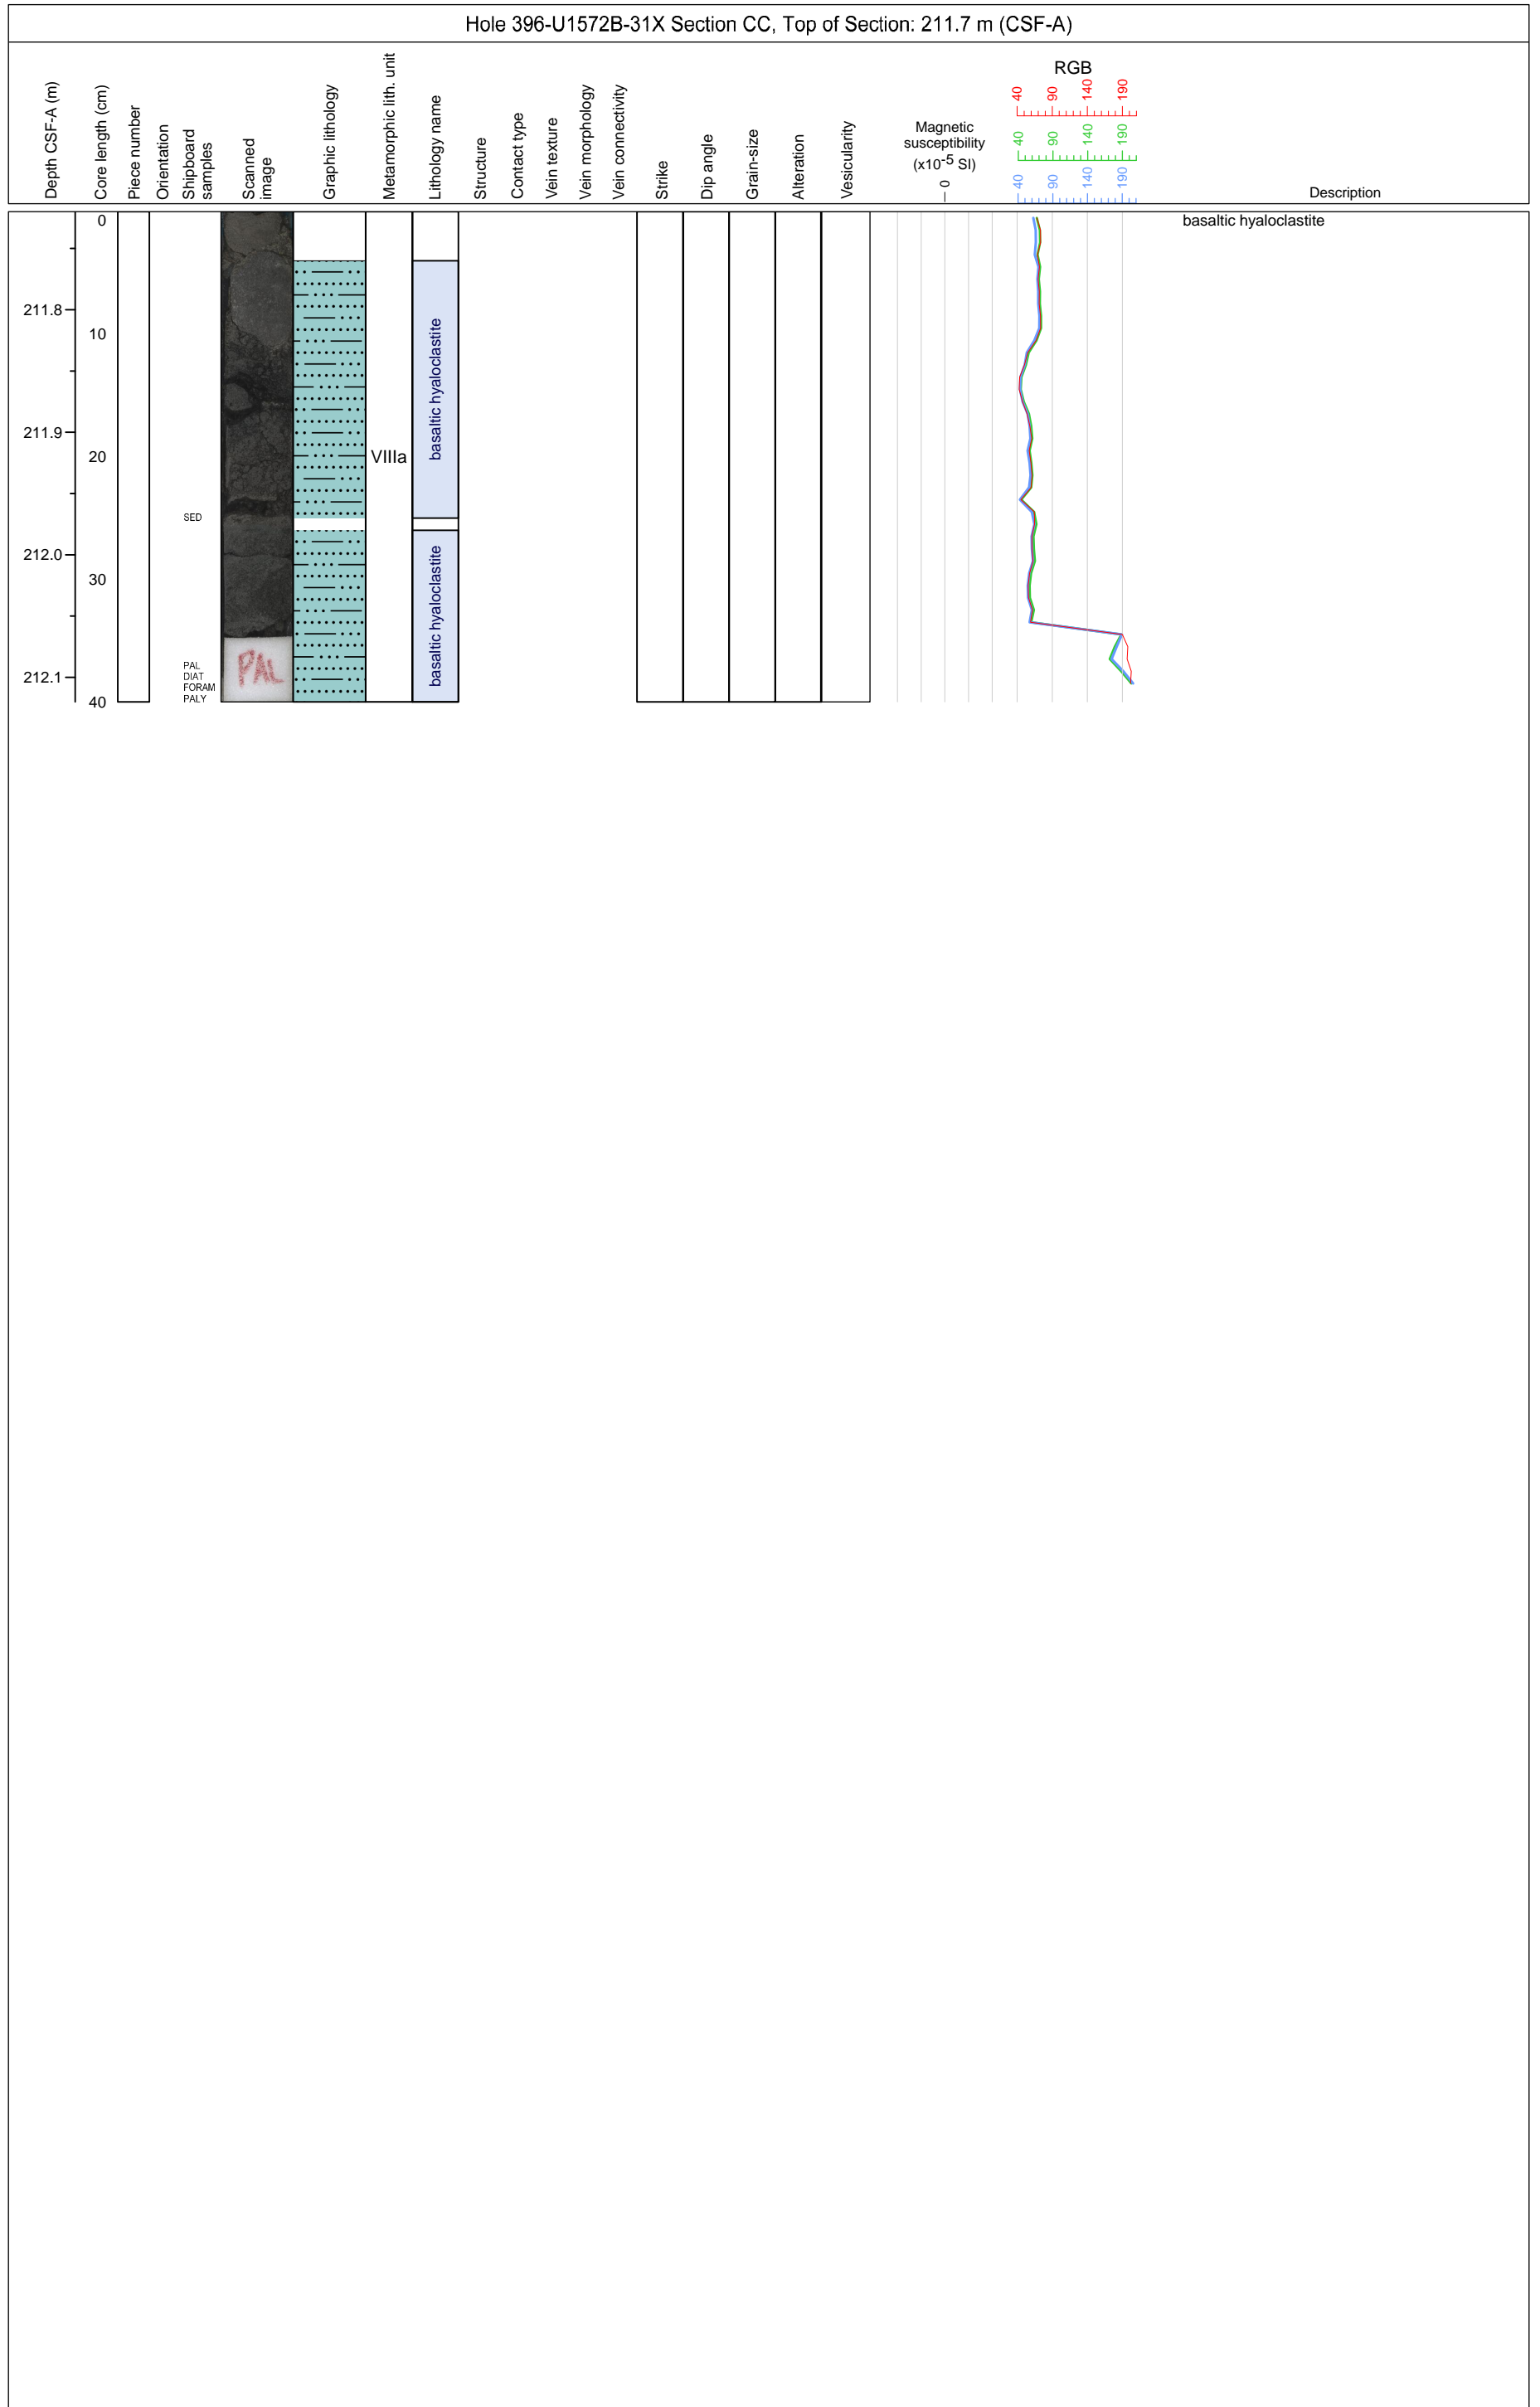 Hole 396-U1572B-31X Section CC, Top of Section: 211.7 m (CSF-A)
Depth CSF-A (m)
Core length (cm)
Piece number
Orientation
Shipboard
samples
Scanned
image
Graphic lithology
Metamorphic lith. unit
Lithology name
Structure
Contact type
Vein texture
Vein morphology
Vein connectivity
Strike
Dip angle
Grain-size
Alteration
Vesicularity
Magnetic
susceptibility
(x10-5 SI)
0
RGB
40 90 140 190
40 90 140 190
40 90 140 190
Description
0
basaltic hyaloclastite
211.8
10
basaltic hyaloclastite
211.9
20
VIIIa
SED
212.0
30
basaltic hyaloclastite
PAL
212.1
PAL
DIAT
FORAM
PALY
40